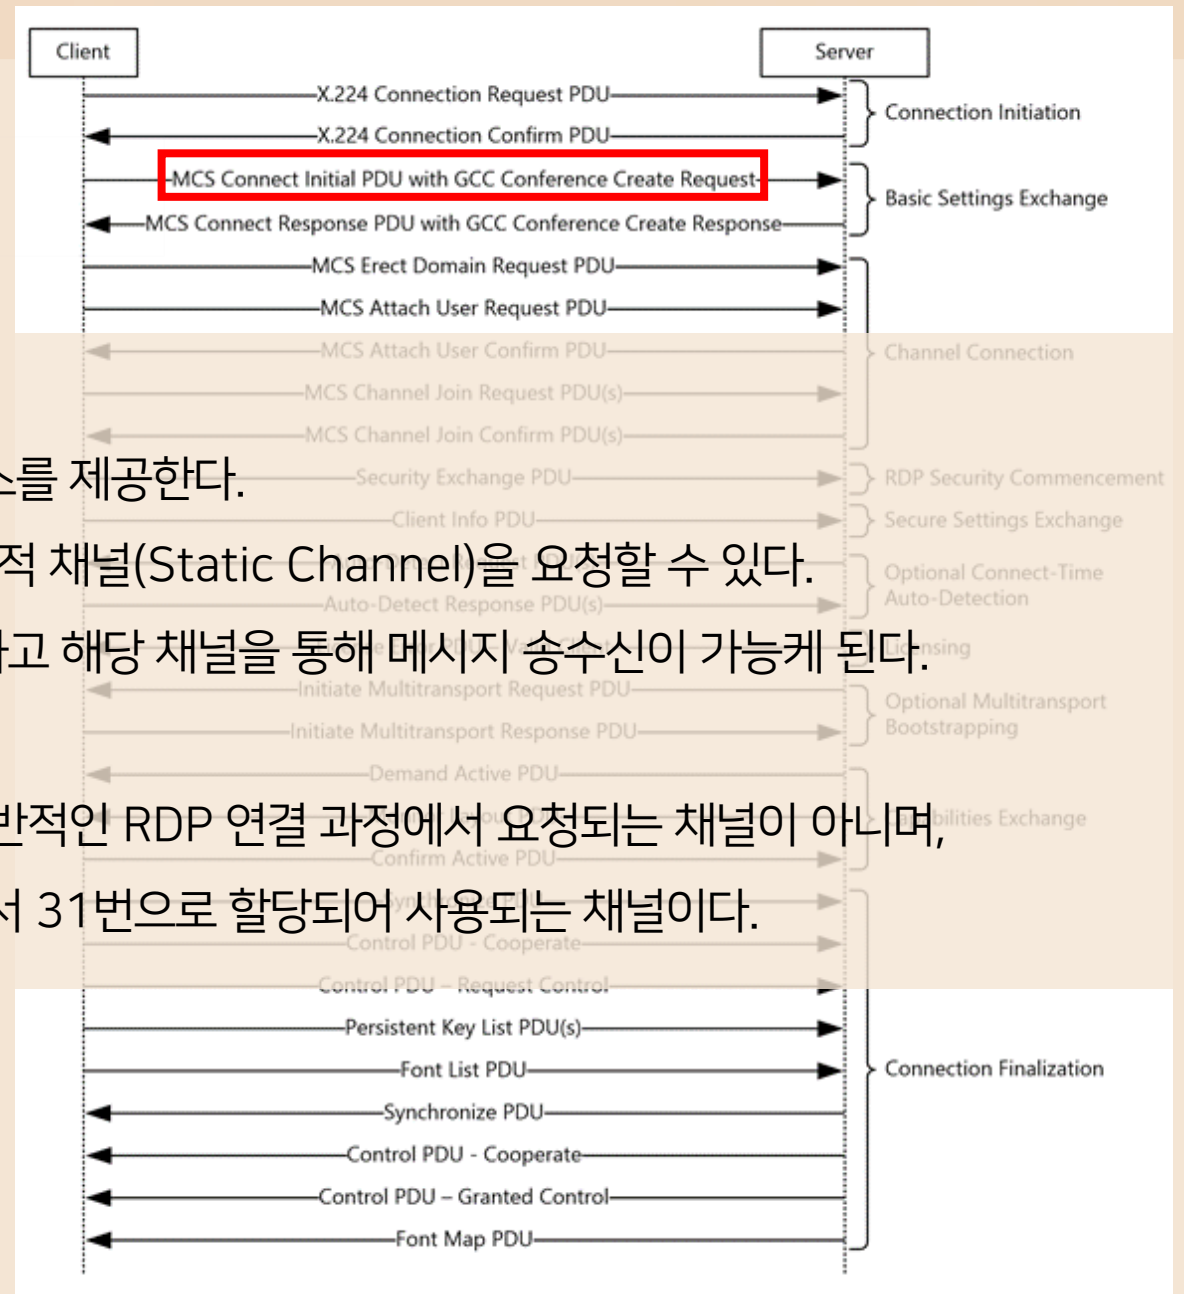 Client
Server
X.224 Connection Request PDU
Connection Initiation
X.224 Connection Confirm PDU
MCS Connect Initial PDU with GCC Conference Create Request
Basic Settings Exchange
MCS Connect Response PDU with GCC Conference Create Response
MCS Erect Domain Request PDU
MCS Attach User Request PDU
MCS Attach User Confirm PDU
Channel Connection
MCS Channel Join Request PDU(s)
MCS Channel Join Confirm PDU(s)
스를 제공한다.
Security Exchange PDU
RDP Security Commencement
Client Info PDU
Secure Settings Exchange
적 채널(Static Channel)을 요청할 수 있다.
Optional Connect-Time
Auto-Detection
Auto-Detect Response PDU(s)
하고 해당 채널을 통해 메시지 송수신이 가능케 된다.
Licensing
Initiate Multitransport Request PDU
Optional Multitransport
Bootstrapping
Initiate Multitransport Response PDU
Demand Active PDU
반적인 RDP 연결 과정에서 요청되는 채널이 아니며,
Capabilities Exchange
Confirm Active PDU
서 31번으로 할당되어 사용되는 채널이다.
Control PDU - Cooperate
Control PDU – Request Control
Persistent Key List PDU(s)
Font List PDU
Connection Finalization
Synchronize PDU
Control PDU - Cooperate
Control PDU – Granted Control
Font Map PDU